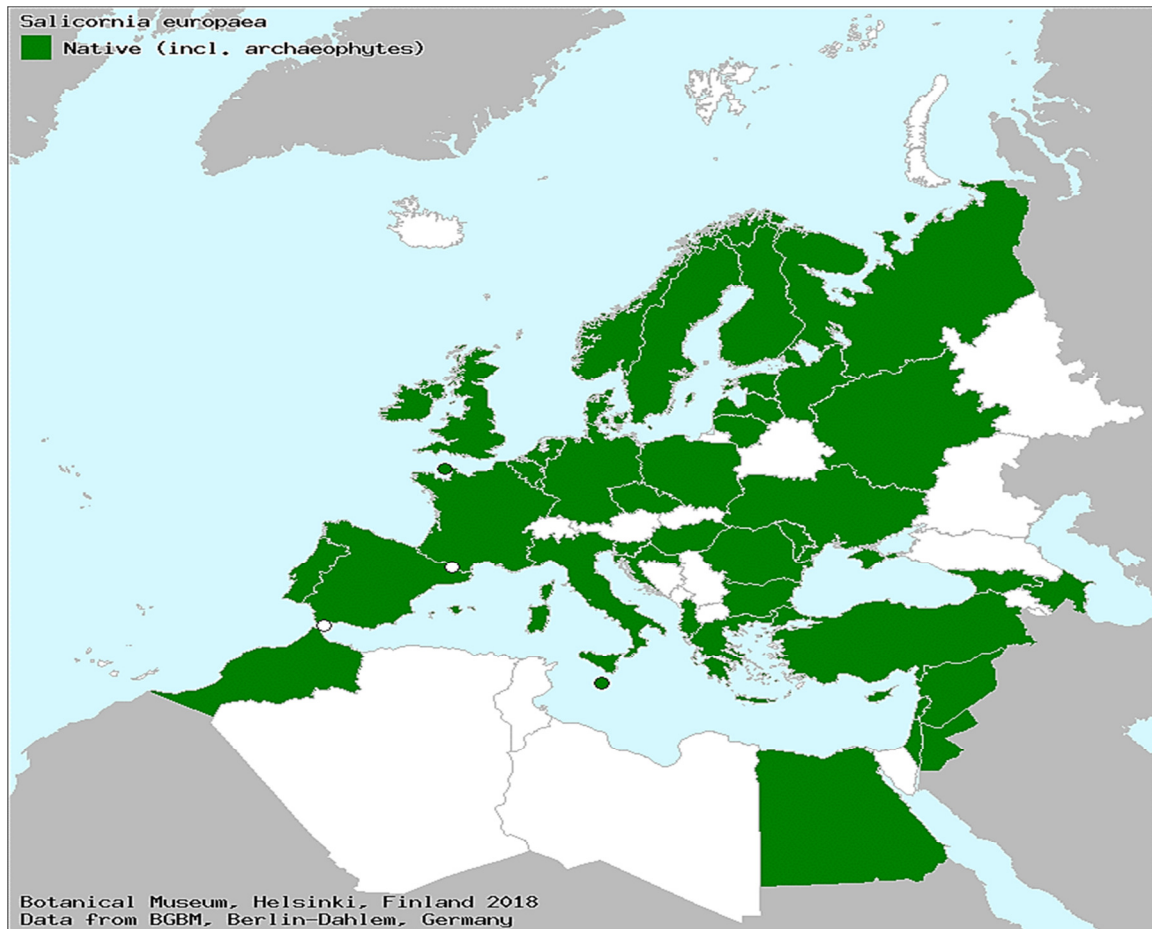 Salicornia europaea
Native (incl. archaeophytes)
Botanical Museum, Helsinki, Finland 2018
Data from BGBM, Berlin-Dahlem, Germany